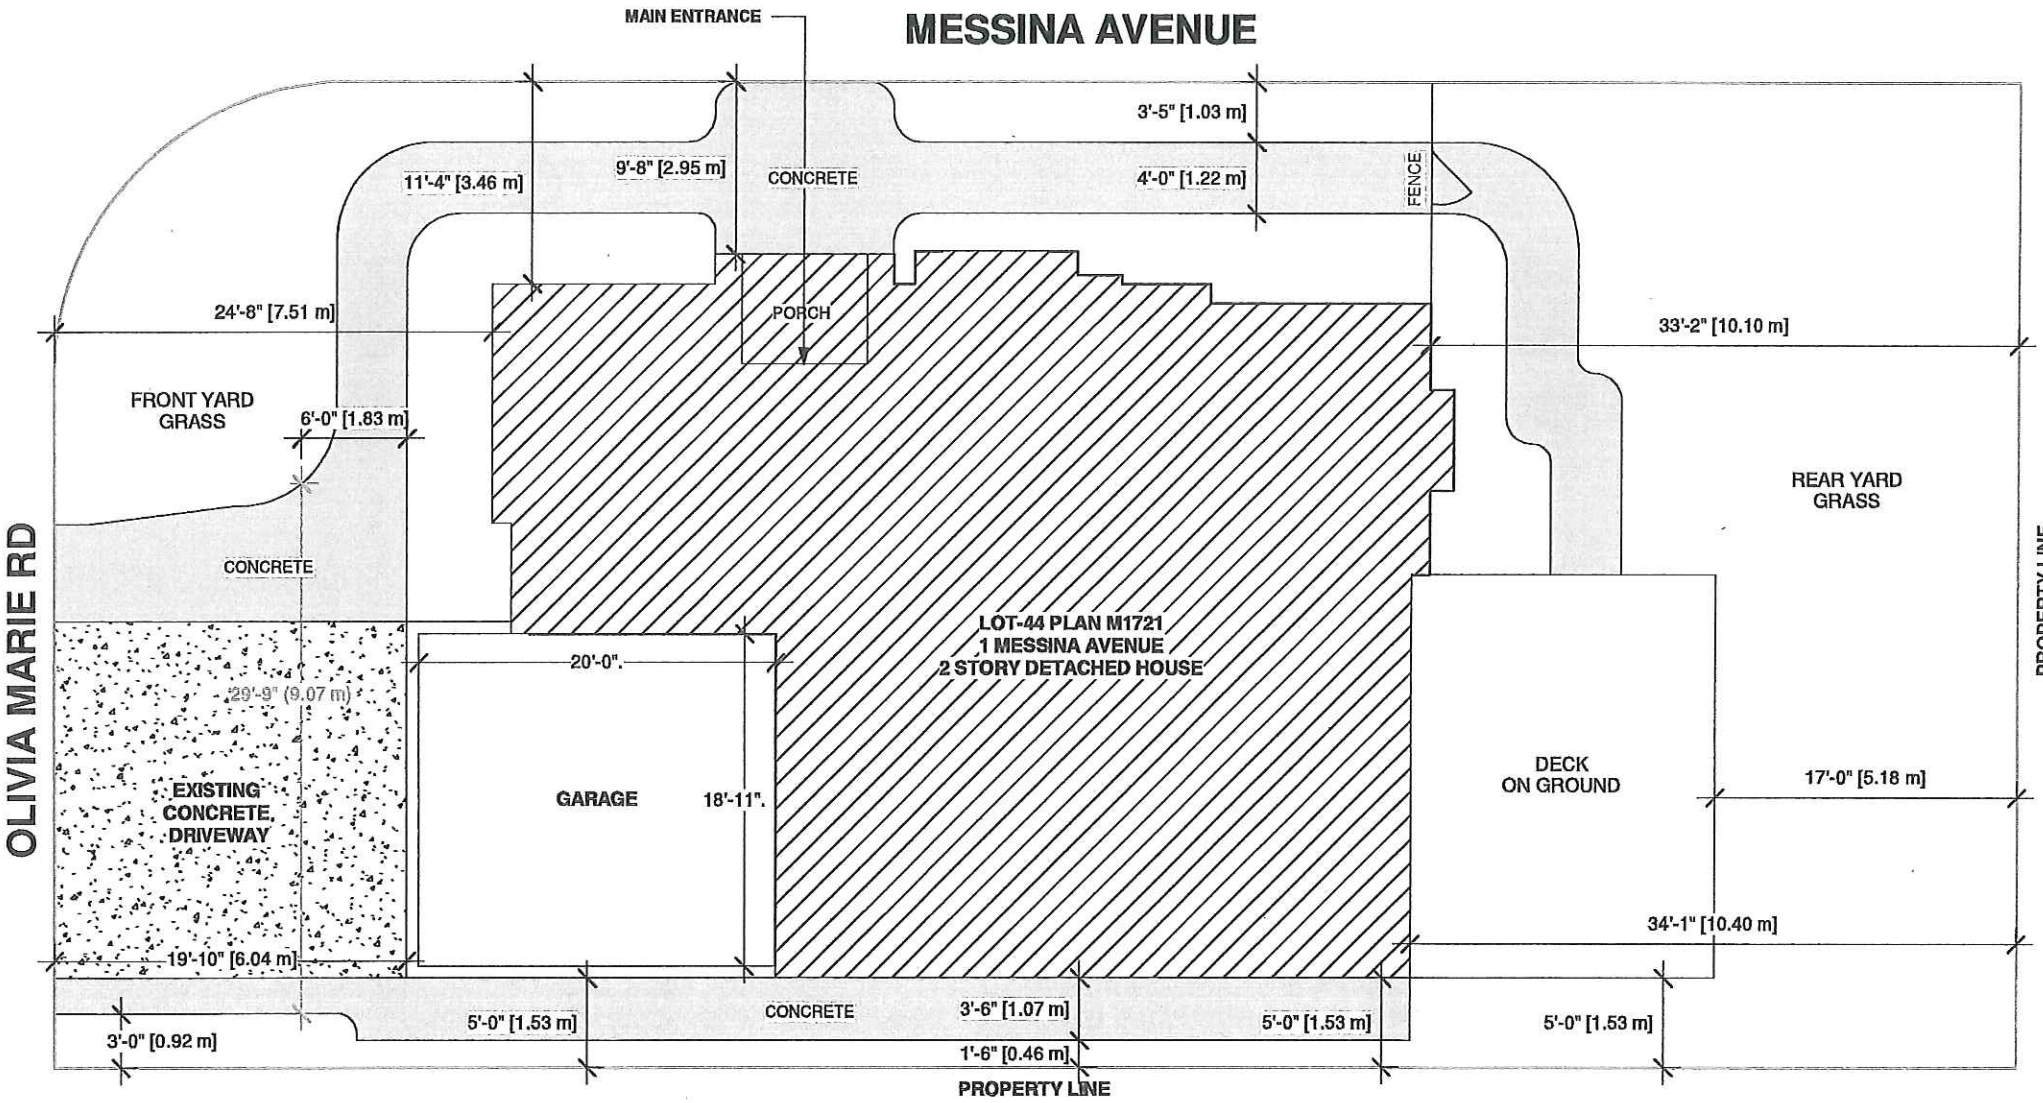 MAIN ENTRANCE
MESSINA AVENUE
3'-5" [1.03 m]
11'-4" [3.46 m]
9'-8" [2.95 m]
CONCRETE
4'-0" [1.22 m]
FENCE
24'-8" [7.51 m]
PORCH
33'-2" [10.10 m]
FRONT YARD
GRASS
6'-0" [1.83 m]
REAR YARD
GRASS
OLIVIA MARIE RD
CONCRETE
PROPERTY LINE
LOT-44 PLAN M1721
1 MESSINA AVENUE
2 STORY DETACHED HOUSE
20'-0".
29'-9" (9.07 m)
EXISTING
CONCRETE
DRIVEWAY
GARAGE
18'-11".
DECK
ON GROUND
17'-0" [5.18 m]
34'-1" [10.40 m]
19'-10" [6.04 m]
3'-0" [0.92 m]
5'-0" [1.53 m]
CONCRETE
3'-6" [1.07 m]
5'-0" [1.53 m]
5'-0" [1.53 m]
1'-6" [0.46 m]
PROPERTY LINE